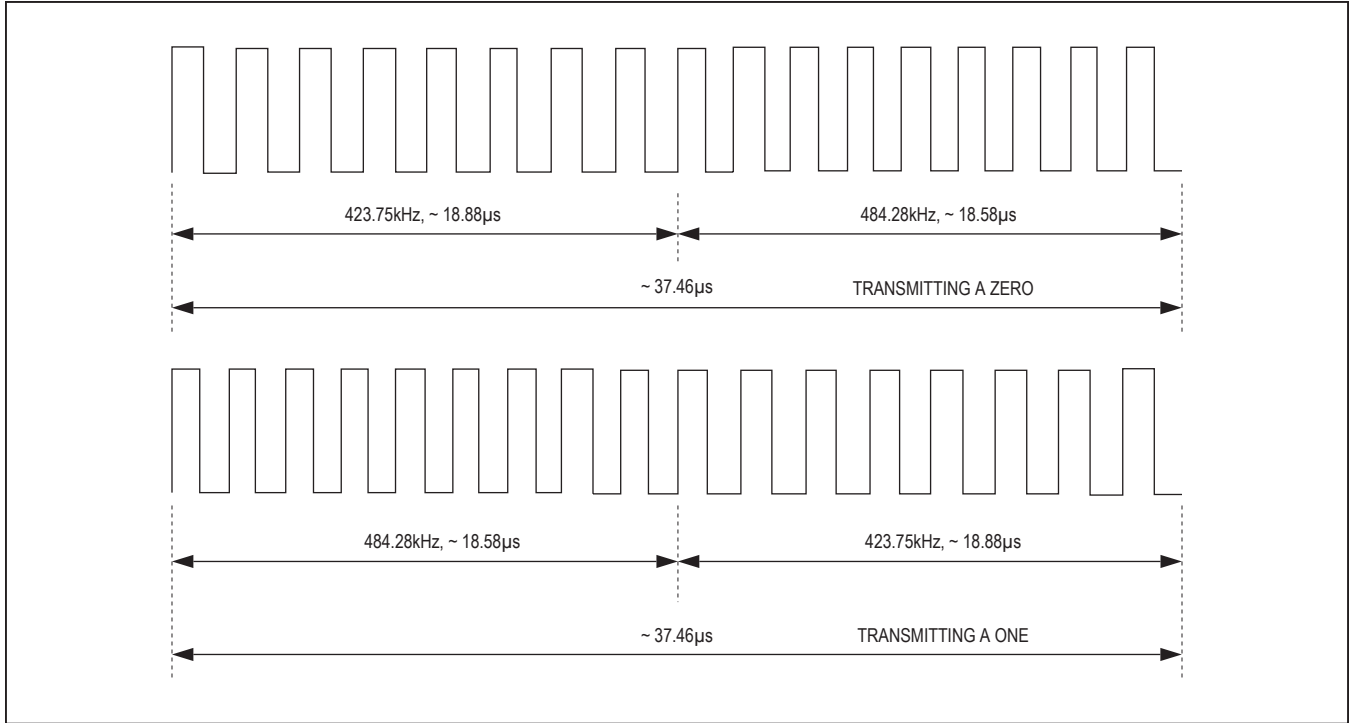 423.75kHz, ~ 18.88µs
484.28kHz, ~ 18.58µs
~ 37.46µs
TRANSMITTING A ZERO
484.28kHz, ~ 18.58µs
423.75kHz, ~ 18.88µs
~ 37.46µs
TRANSMITTING A ONE